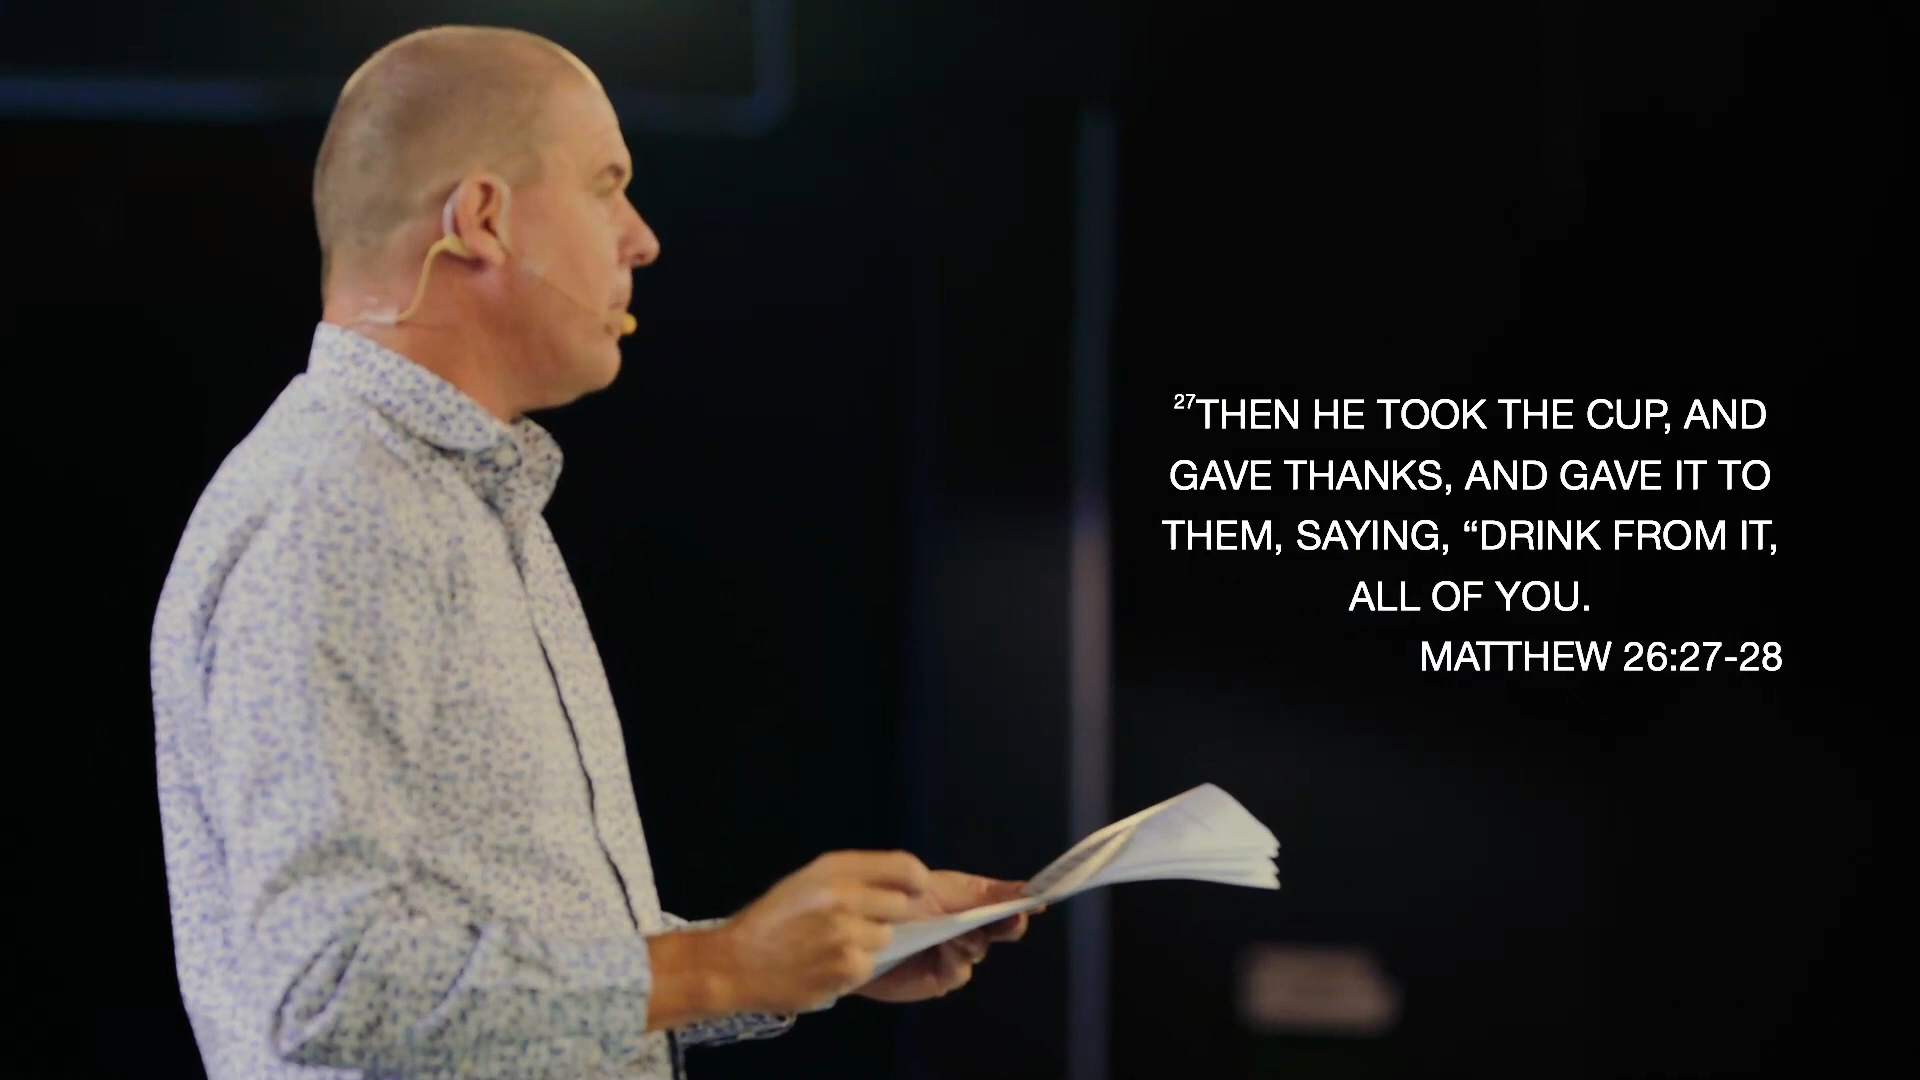 27THEN HE TOOK THE CUP, AND
GAVE THANKS, AND GAVE IT TO
THEM, SAYING, “DRINK FROM IT,
ALL OF YOU.
MATTHEW 26:27-28